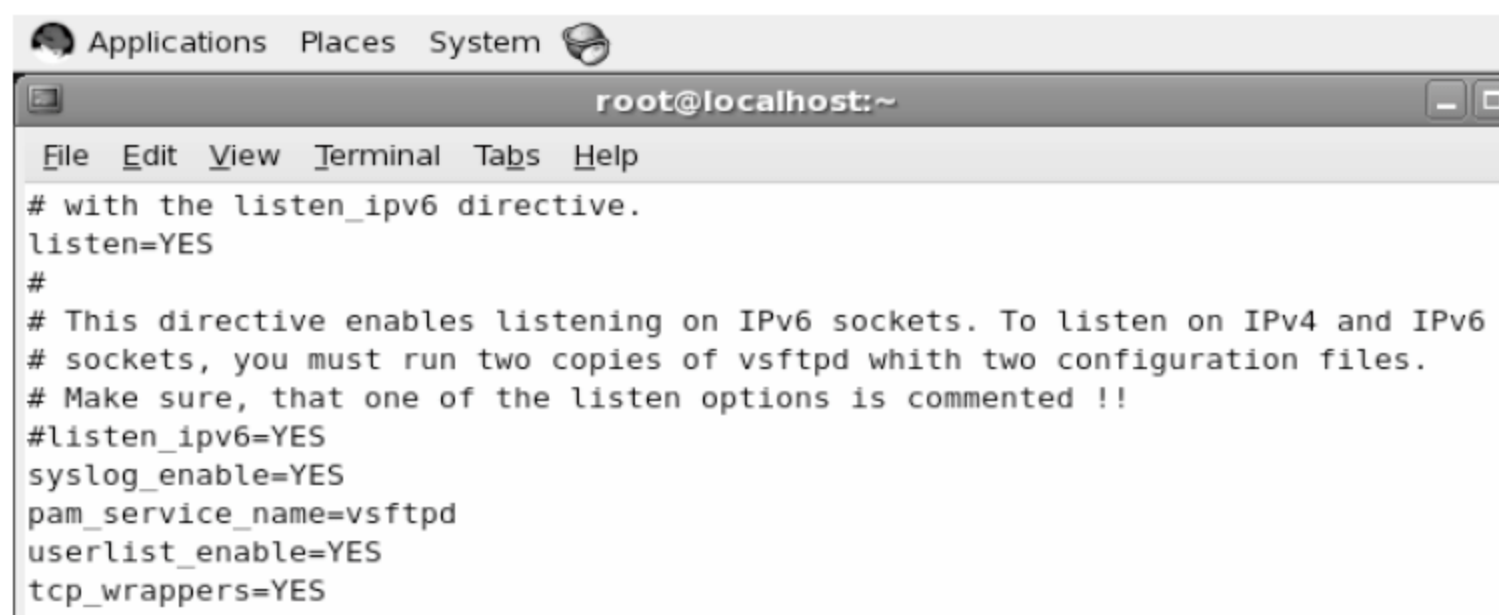 Applications Places System
root@localhost:~
File Edit View Terminal Tabs Help
# with the listen_ipv6 directive.
listen=YES
#
# This directive enables listening on IPv6 sockets. To listen on IPv4 and IPv6
# sockets, you must run two copies of vsftpd whith two configuration files.
# Make sure, that one of the listen options is commented !!
#listen_ipv6=YES
syslog_enable=YES
pam_service_name=vsftpd
userlist_enable=YES
tcp_wrappers=YES